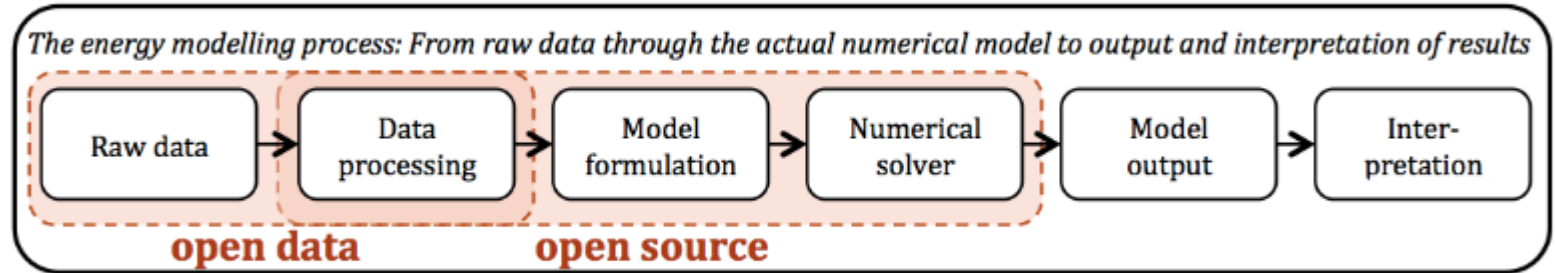 The energy modelling process: From raw data through the actual numerical model to output and interpretation of results
Raw data
Data
processing
Model
formulation
Numerical
solver
Model
output
Inter-
pretation
open data
open source